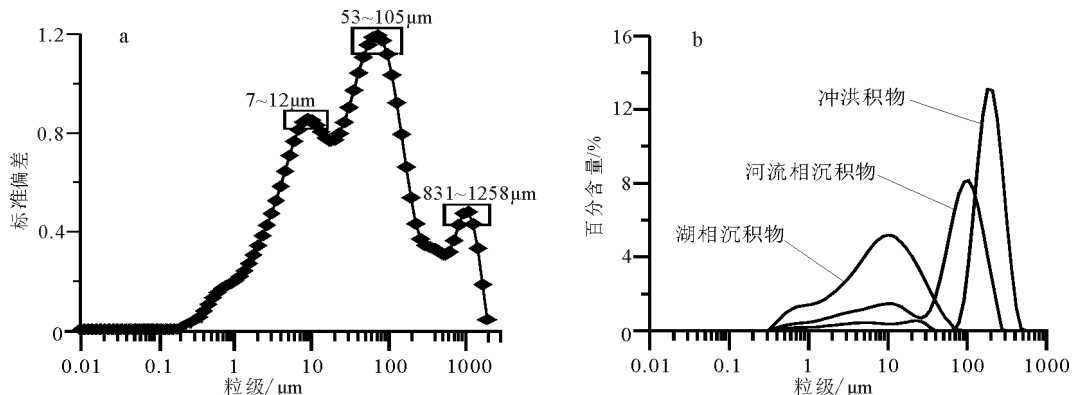 a
53~105μm
7~12μm
831~1258μm
1.2
0.8
0.4
0
标准偏差
0.01 0.1 1 10 100 1000
粒级/μm
b
冲洪积物
河流相沉积物
湖相沉积物
16
12
8
4
0
百分含量/%
0.01 0.1 1 10 100 1000
粒级/μm